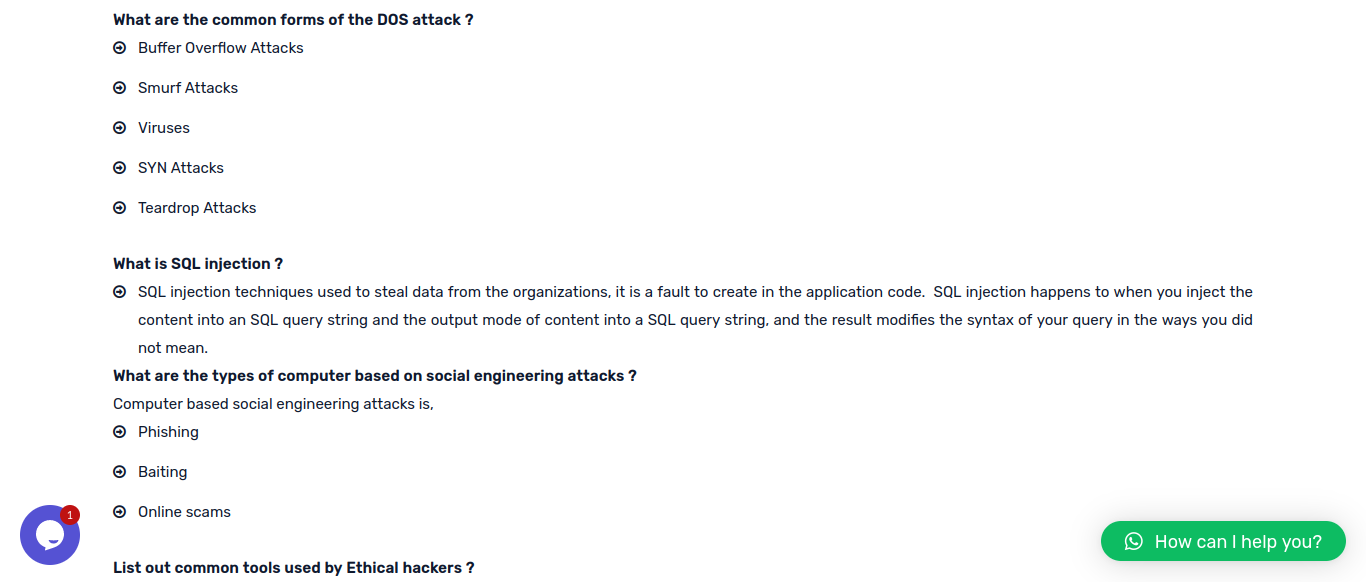 What are the common forms of the DOS attack ?
Buffer Overflow Attacks
Smurf Attacks
Viruses
SYN Attacks
Teardrop Attacks
What is SQL injection ?
SQL injection techniques used to steal data from the organizations, it is a fault to create in the application code.  SQL injection happens to when you inject the
content into an SQL query string and the output mode of content into a SQL query string, and the result modifies the syntax of your query in the ways you did
not mean.
What are the types of computer based on social engineering attacks ?
Computer based social engineering attacks is,
Phishing
Baiting
Online scams
1
How can I help you?
List out common tools used by Ethical hackers ?